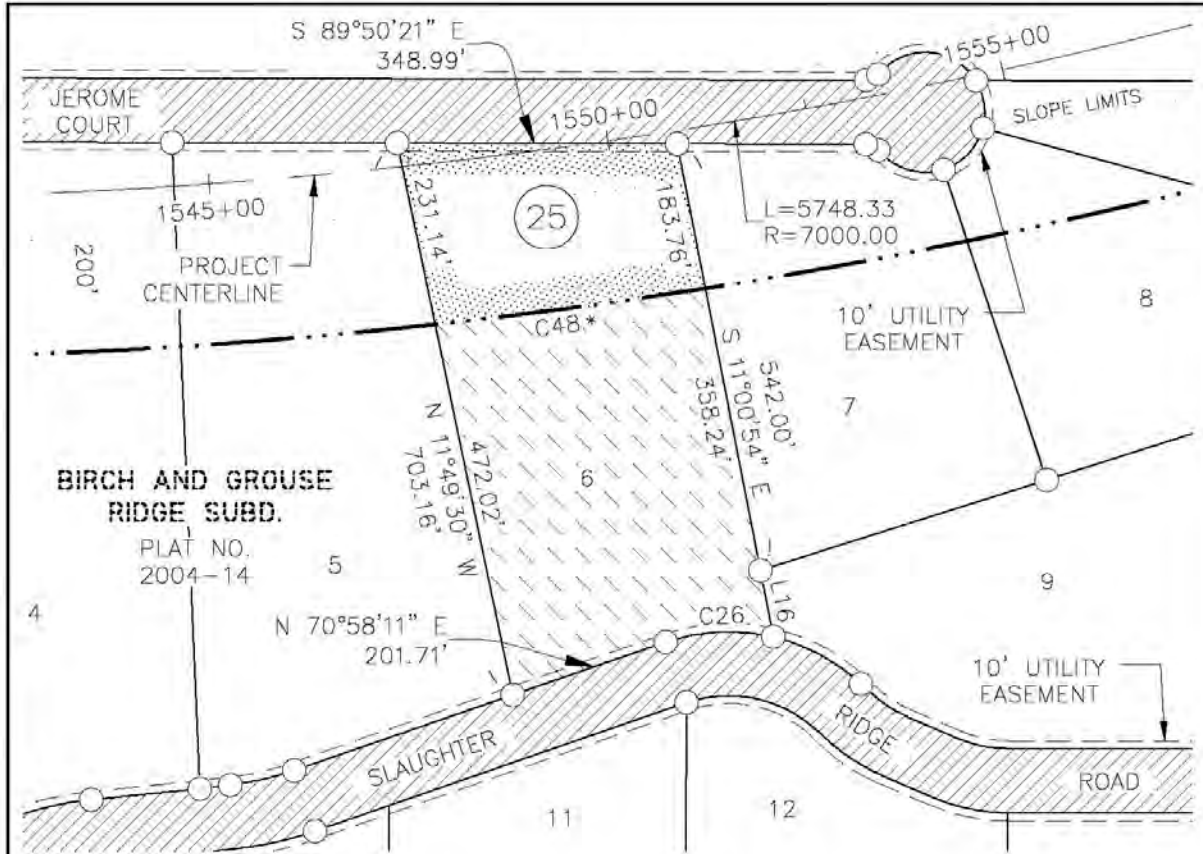 S 89°50'21" E
348.99'
1555+00
JEROME
COURT
1550+00
SLOPE LIMITS
1545+00
231.14'
25
183.76'
L=5748.33
R=7000.00
200'
PROJECT
CENTERLINE
C48.*
10' UTILITY
EASEMENT
8
S 11°00'54" E
542.00'
358.24'
7
N 11°49'30" W
472.02'
703.16'
6
BIRCH AND GROUSE
RIDGE SUBD.
PLAT NO.
2004-14
5
4
N 70°58'11" E
201.71'
C26
L16
9
10' UTILITY
EASEMENT
SLAUGHTER
RIDGE
ROAD
11
12